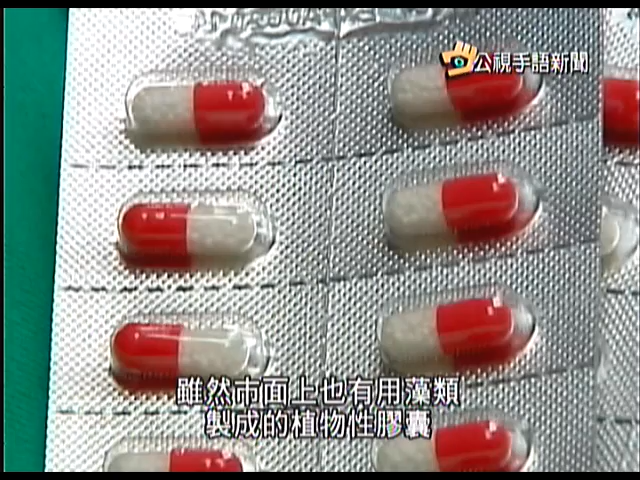 公視手語新聞
雖然市面上也有用藻類
製成的植物性膠囊